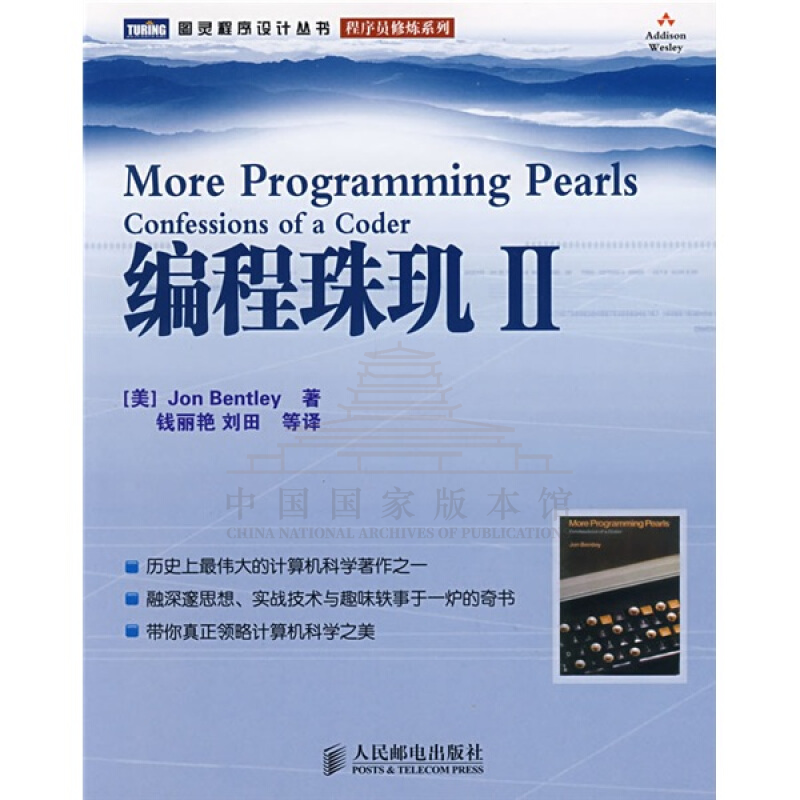 TURING 图灵程序设计丛书 程序员修炼系列
Addison
Wesley
More Programming Pearls
Confessions of a Coder
编程珠玑 II
[美] Jon Bentley 著
钱丽艳 刘田 等译
中国国家版本馆
CHINA NATIONAL ARCHIVES OF PUBLICATION
More Programming Pearls
Confessions of a Coder
Jon Bentley
历史上最伟大的计算机科学著作之一
融深邃思想、实战技术与趣味轶事于一炉的奇书
带你真正领略计算机科学之美
人民邮电出版社
POSTS & TELECOM PRESS